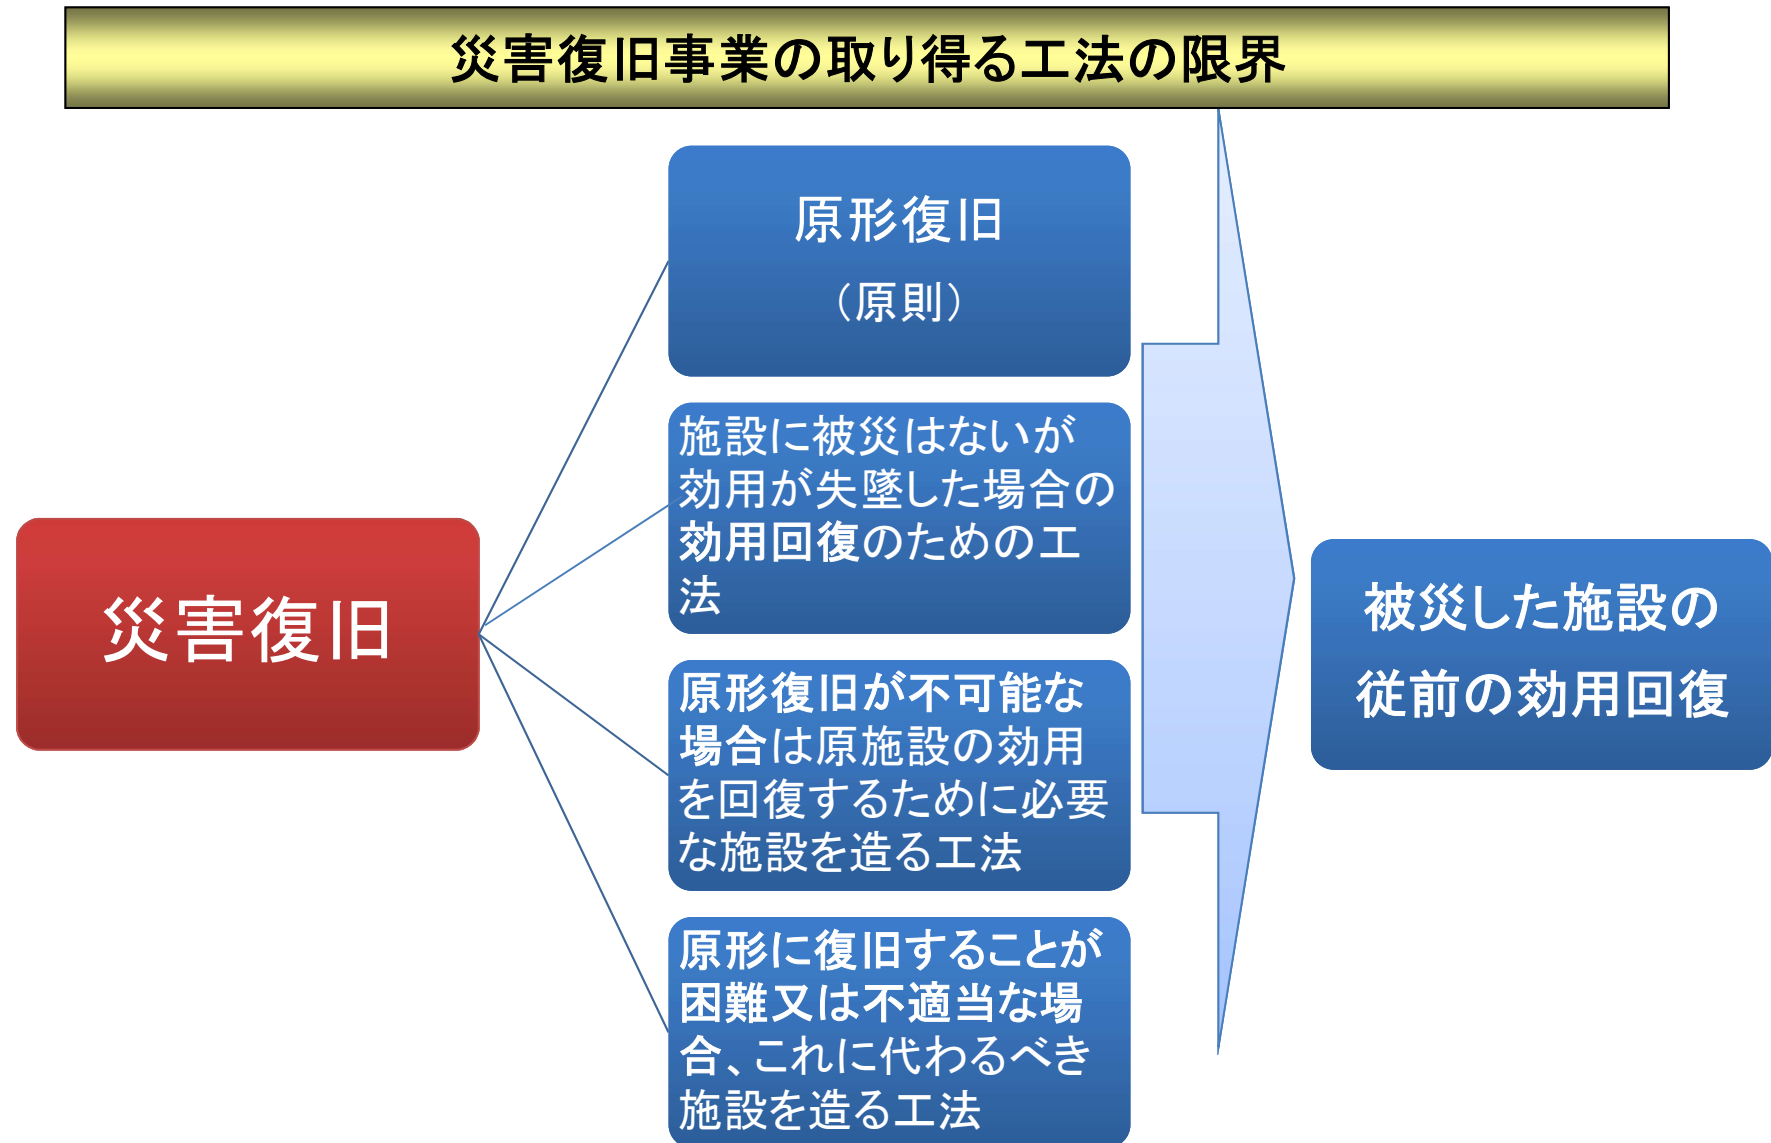 災害復旧事業の取り得る工法の限界
災害復旧
原形復旧
（原則）
施設に被災はないが
効用が失墜した場合の
効用回復のための工
法
原形復旧が不可能な
場合は原施設の効用
を回復するために必要
な施設を造る工法
原形に復旧することが
困難又は不適当な場
合、これに代わるべき
施設を造る工法
被災した施設の
従前の効用回復